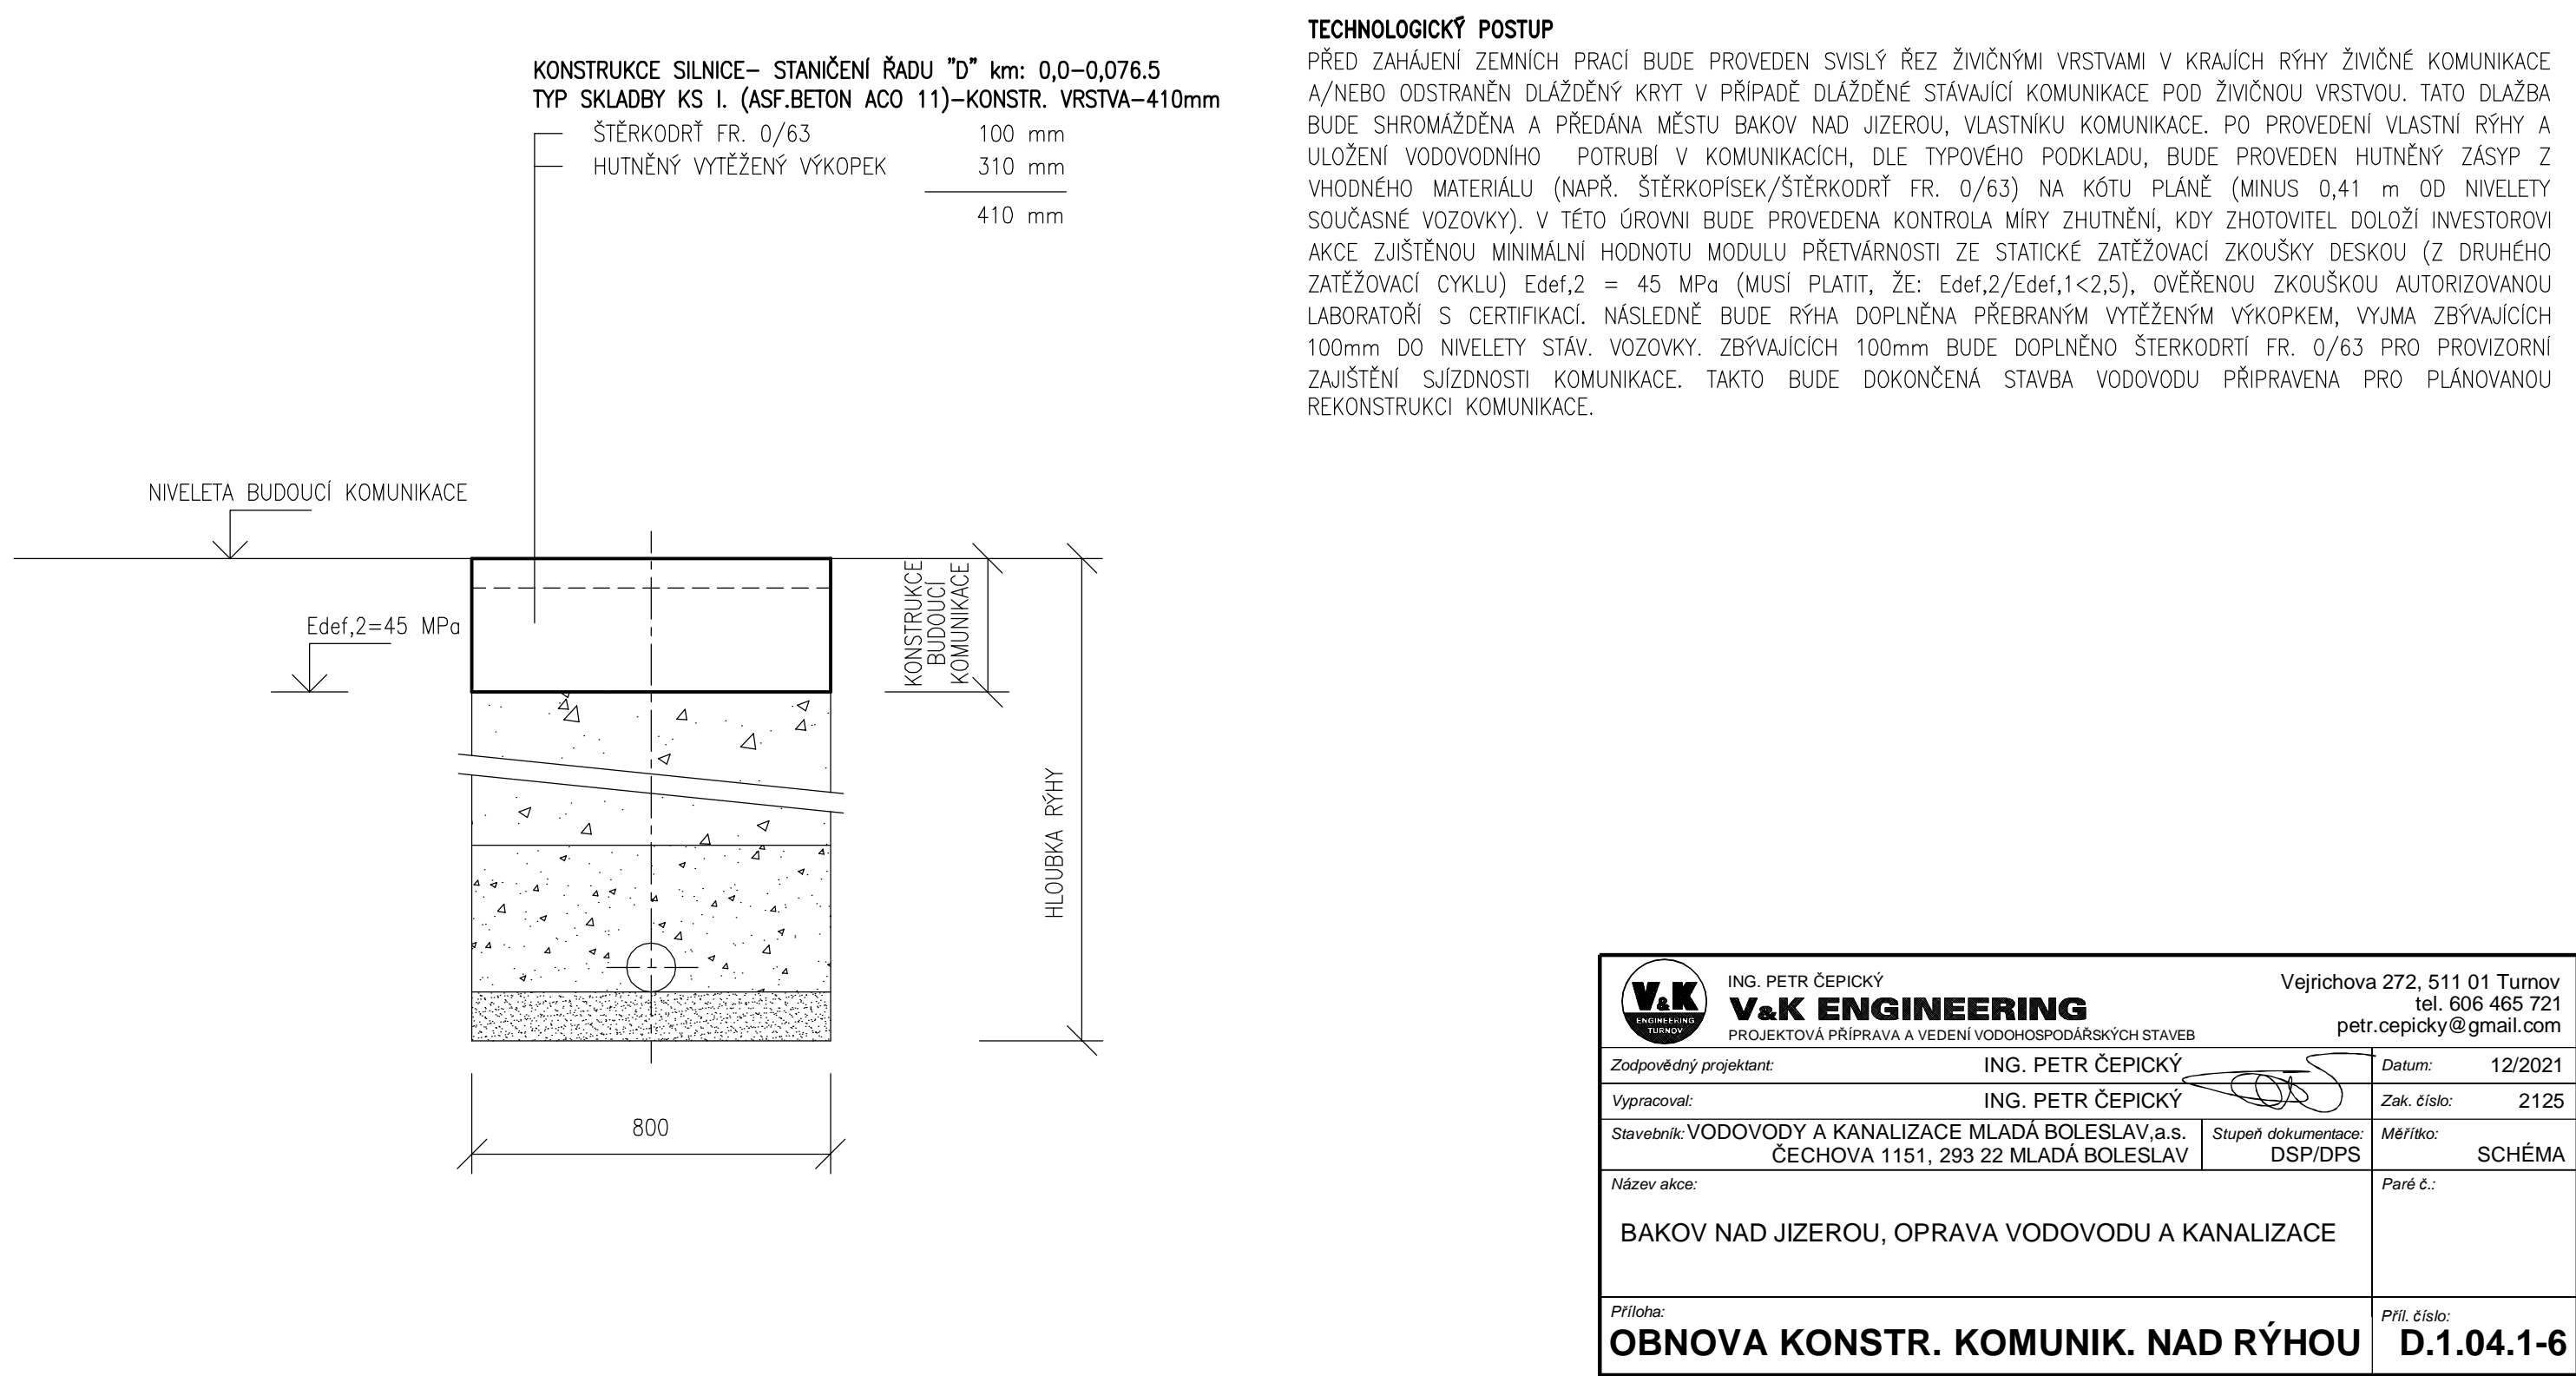 KONSTRUKCE SILNICE– STANIČENÍ ŘADU "D" km: 0,0–0,076.5
TYP SKLADBY KS I. (ASF.BETON ACO 11)–KONSTR. VRSTVA–410mm
ŠTĚRKODRŤ FR. 0/63 100 mm
HUTNĚNÝ VYTĚŽENÝ VÝKOPEK 310 mm
410 mm
TECHNOLOGICKÝ POSTUP
PŘED ZAHÁJENÍ ZEMNÍCH PRACÍ BUDE PROVEDEN SVISLÝ ŘEZ ŽIVIČNÝMI VRSTVAMI V KRAJÍCH RÝHY ŽIVIČNÉ KOMUNIKACE
A/NEBO ODSTRANĚN DLÁŽDĚNÝ KRYT V PŘÍPADĚ DLÁŽDĚNÉ STÁVAJÍCÍ KOMUNIKACE POD ŽIVIČNOU VRSTVOU. TATO DLAŽBA
BUDE SHROMÁŽDĚNA A PŘEDÁNA MĚSTU BAKOV NAD JIZEROU, VLASTNÍKU KOMUNIKACE. PO PROVEDENÍ VLASTNÍ RÝHY A
ULOŽENÍ VODOVODNÍHO POTRUBÍ V KOMUNIKACÍCH, DLE TYPOVÉHO PODKLADU, BUDE PROVEDEN HUTNĚNÝ ZÁSYP Z
VHODNÉHO MATERIÁLU (NAPŘ. ŠTĚRKOPÍSEK/ŠTĚRKODRŤ FR. 0/63) NA KÓTU PLÁNĚ (MINUS 0,41 m OD NIVELETY
SOUČASNÉ VOZOVKY). V TÉTO ÚROVNI BUDE PROVEDENA KONTROLA MÍRY ZHUTNĚNÍ, KDY ZHOTOVITEL DOLOŽÍ INVESTOROVI
AKCE ZJIŠTĚNOU MINIMÁLNÍ HODNOTU MODULU PŘETVÁRNOSTI ZE STATICKÉ ZATĚŽOVACÍ ZKOUŠKY DESKOU (Z DRUHÉHO
ZATĚŽOVACÍ CYKLU) Edef,2 = 45 MPa (MUSÍ PLATIT, ŽE: Edef,2/Edef,1<2,5), OVĚŘENOU ZKOUŠKOU AUTORIZOVANOU
LABORATOŘÍ S CERTIFIKACÍ. NÁSLEDNĚ BUDE RÝHA DOPLNĚNA PŘEBRANÝM VYTĚŽENÝM VÝKOPKEM, VYJMA ZBÝVAJÍCÍCH
100mm DO NIVELETY STÁV. VOZOVKY. ZBÝVAJÍCÍCH 100mm BUDE DOPLNĚNO ŠTERKODRTÍ FR. 0/63 PRO PROVIZORNÍ
ZAJIŠTĚNÍ SJÍZDNOSTI KOMUNIKACE. TAKTO BUDE DOKONČENÁ STAVBA VODOVODU PŘIPRAVENA PRO PLÁNOVANOU
REKONSTRUKCI KOMUNIKACE.
NIVELETA BUDOUCÍ KOMUNIKACE
Edef,2=45 MPa
KONSTRUKCE
BUDOUCÍ
KOMUNIKACE
HLOUBKA RÝHY
800
V&K
ENGINEERING
TURNOV
ING. PETR ČEPICKÝ
V&K ENGINEERING
PROJEKTOVÁ PŘÍPRAVA A VEDENÍ VODOHOSPODÁŘSKÝCH STAVEB
Vejrichova 272, 511 01 Turnov
tel. 606 465 721
petr.cepicky@gmail.com
Zodpovědný projektant: ING. PETR ČEPICKÝ
Datum: 12/2021
Vypracoval: ING. PETR ČEPICKÝ
Zak. číslo: 2125
Stavebník: VODOVODY A KANALIZACE MLADÁ BOLESLAV,a.s.
ČECHOVA 1151, 293 22 MLADÁ BOLESLAV
Stupeň dokumentace:
DSP/DPS
Měřítko:
SCHÉMA
Název akce:
BAKOV NAD JIZEROU, OPRAVA VODOVODU A KANALIZACE
Paré č.:
Příloha:
OBNOVA KONSTR. KOMUNIK. NAD RÝHOU
Příl. číslo:
D.1.04.1-6